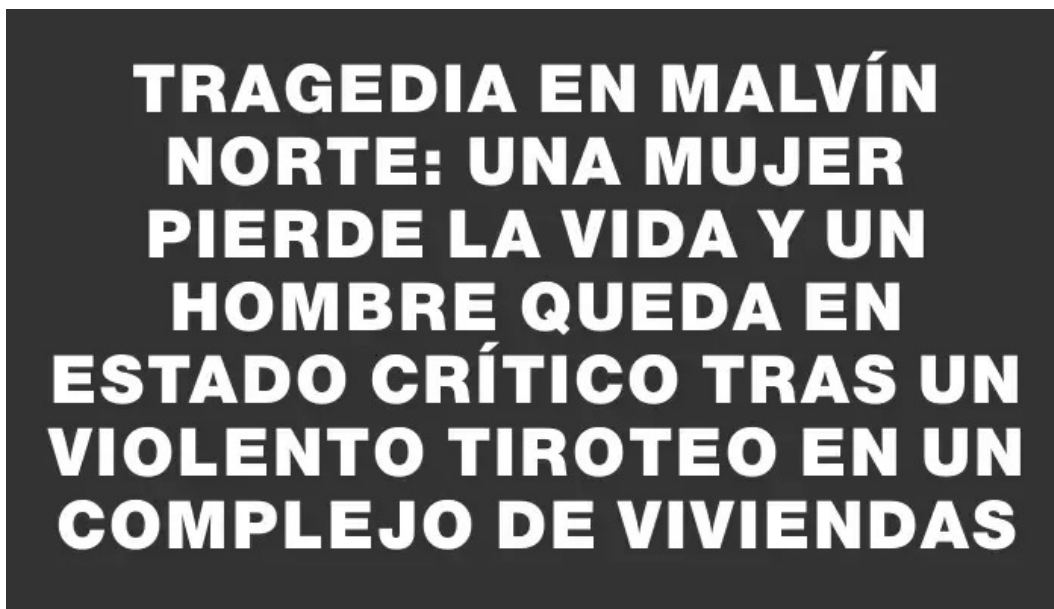 TRAGEDIA EN MALVÍN
NORTE: UNA MUJER
PIERDE LA VIDA Y UN
HOMBRE QUEDA EN
ESTADO CRÍTICO TRAS UN
VIOLENTO TIROTEO EN UN
COMPLEJO DE VIVIENDAS